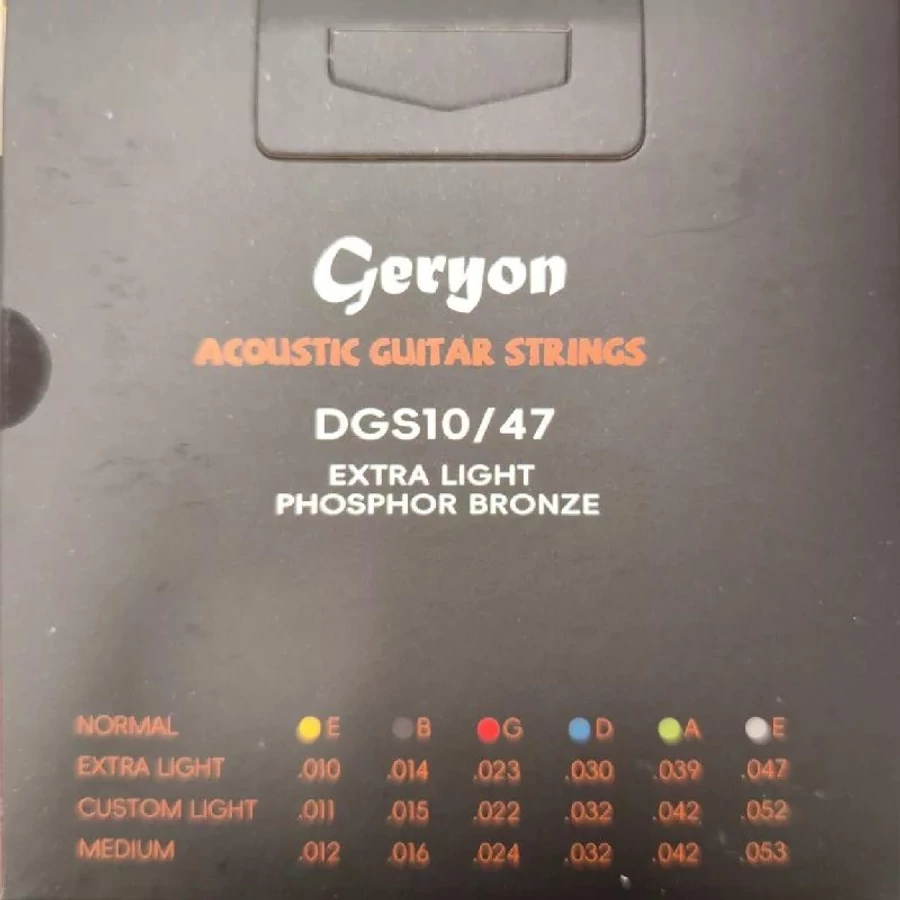 Geryon
ACOUSTIC GUITAR STRINGS
DGS10/47
EXTRA LIGHT
PHOSPHOR BRONZE
NORMAL E B G D A E
EXTRA LIGHT .010 .014 .023 .030 .039 .047
CUSTOM LIGHT .011 .015 .022 .032 .042 .052
MEDIUM .012 .016 .024 .032 .042 .053